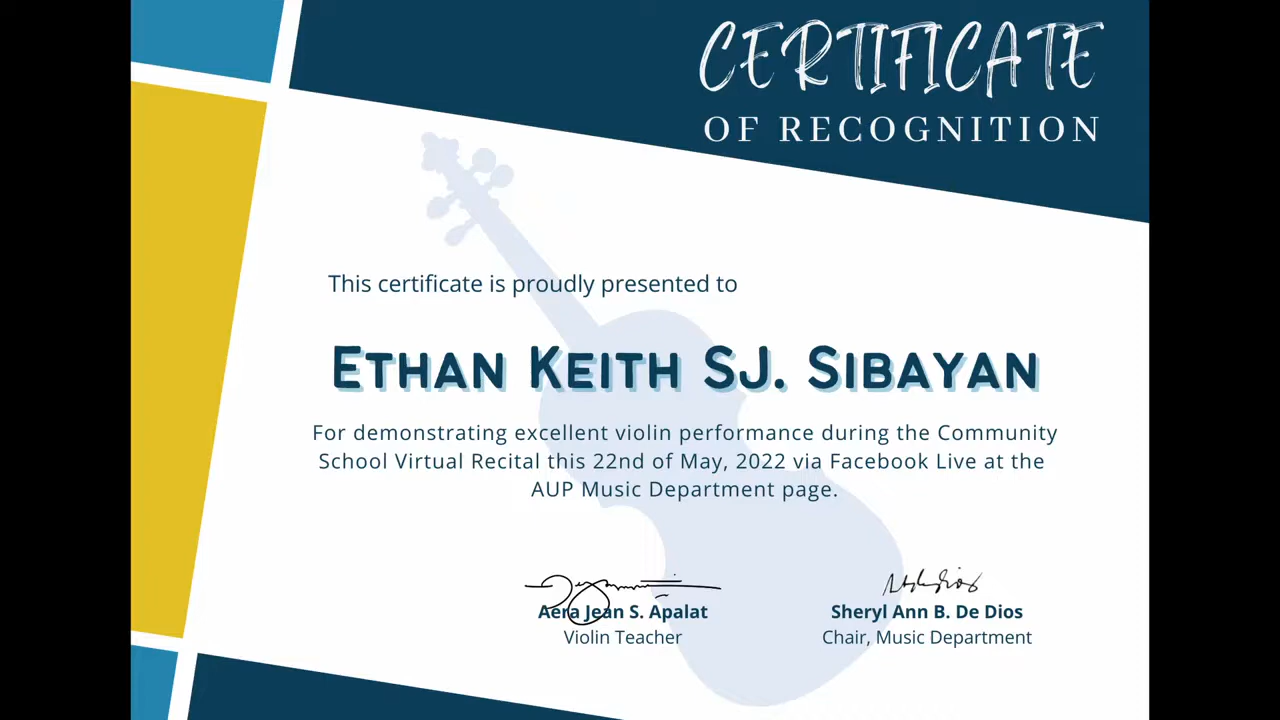 CERTIFICATE
OF RECOGNITION
This certificate is proudly presented to
ETHAN KEITH SJ. SIBAYAN
For demonstrating excellent violin performance during the Community
School Virtual Recital this 22nd of May, 2022 via Facebook Live at the
AUP Music Department page.
Aera Jean S. Apalat
Violin Teacher
Sheryl Ann B. De Dios
Chair, Music Department